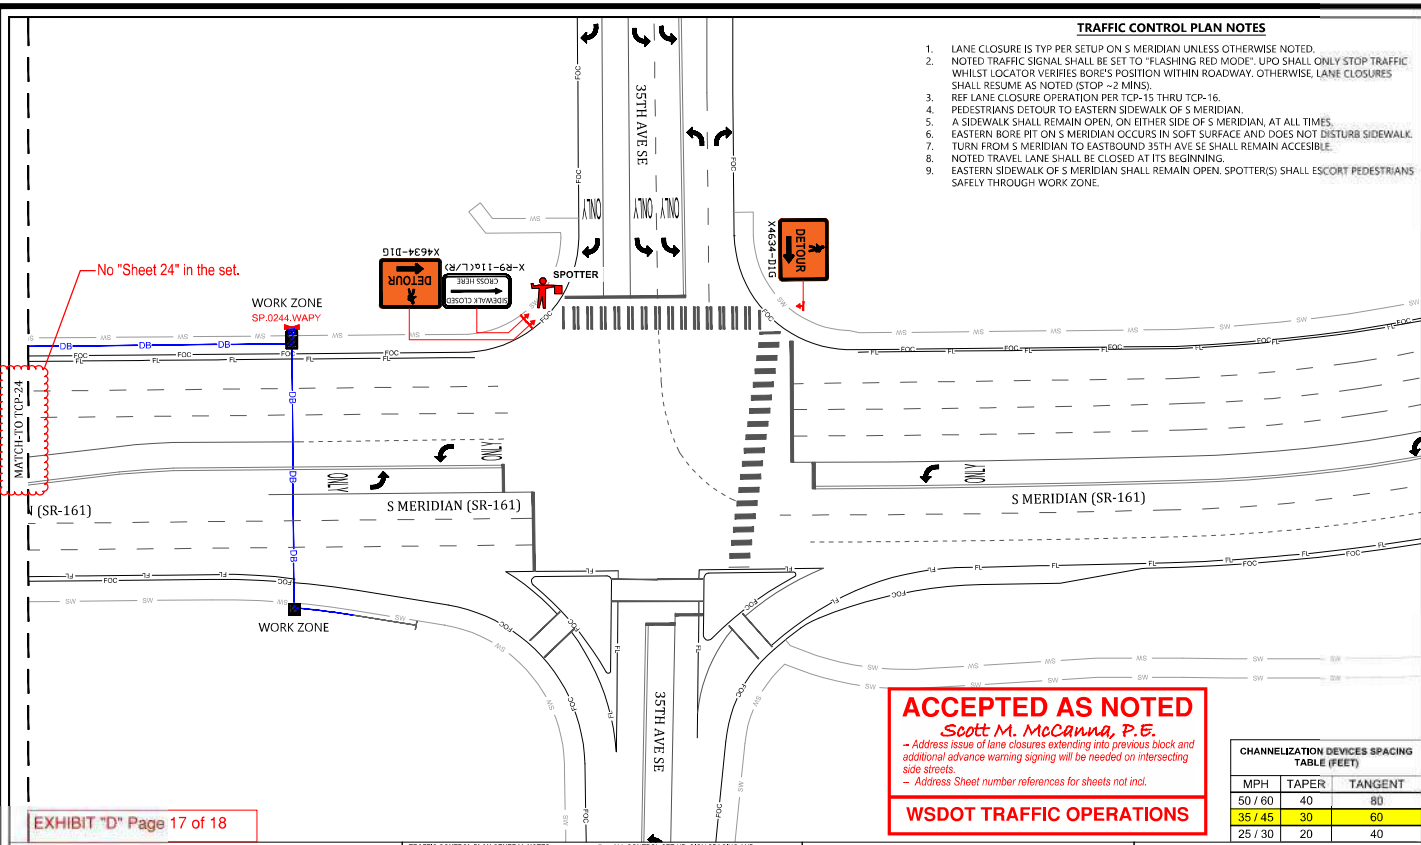 TRAFFIC CONTROL PLAN NOTES
1. LANE CLOSURE IS TYP PER SETUP ON S MERIDIAN UNLESS OTHERWISE NOTED.
2. NOTED TRAFFIC SIGNAL SHALL BE SET TO "FLASHING RED MODE". UPO SHALL ONLY STOP TRAFFIC
WHILST LOCATOR VERIFIES BORE'S POSITION WITHIN ROADWAY. OTHERWISE, LANE CLOSURES
SHALL RESUME AS NOTED (STOP ~2 MINS).
3. REF LANE CLOSURE OPERATION PER TCP-15 THRU TCP-16.
4. PEDESTRIANS DETOUR TO EASTERN SIDEWALK OF S MERIDIAN.
5. A SIDEWALK SHALL REMAIN OPEN, ON EITHER SIDE OF S MERIDIAN, AT ALL TIMES.
6. EASTERN BORE PIT ON S MERIDIAN OCCURS IN SOFT SURFACE AND DOES NOT DISTURB SIDEWALK.
7. TURN FROM S MERIDIAN TO EASTBOUND 35TH AVE SE SHALL REMAIN ACCESIBLE.
8. NOTED TRAVEL LANE SHALL BE CLOSED AT ITS BEGINNING.
9. EASTERN SIDEWALK OF S MERIDIAN SHALL REMAIN OPEN. SPOTTER(S) SHALL ESCORT PEDESTRIANS
SAFELY THROUGH WORK ZONE.
35TH AVE SE
ONLY
ONLY
ONLY
No "Sheet 24" in the set.
WORK ZONE
SP.0244.WAPY
X4634-D1G
DETOUR
X-R9-11a(L/R)
SIDEWALK CLOSED
CROSS HERE
SPOTTER
DETOUR
X4634-D1G
MATCH-TO TCP-24
DB
DB
DB
DB
DB
DB
ONLY
ONLY
ONLY
S MERIDIAN (SR-161)
S MERIDIAN (SR-161)
(SR-161)
WORK ZONE
35TH AVE SE
ACCEPTED AS NOTED
Scott M. McCanna, P.E.
- Address issue of lane closures extending into previous block and
additional advance warning signing will be needed on intersecting
side streets.
- Address Sheet number references for sheets not incl.
WSDOT TRAFFIC OPERATIONS
CHANNELIZATION DEVICES SPACING
TABLE (FEET)
MPH TAPER TANGENT
50 / 60 40 80
35 / 45 30 60
25 / 30 20 40
EXHIBIT "D" Page 17 of 18